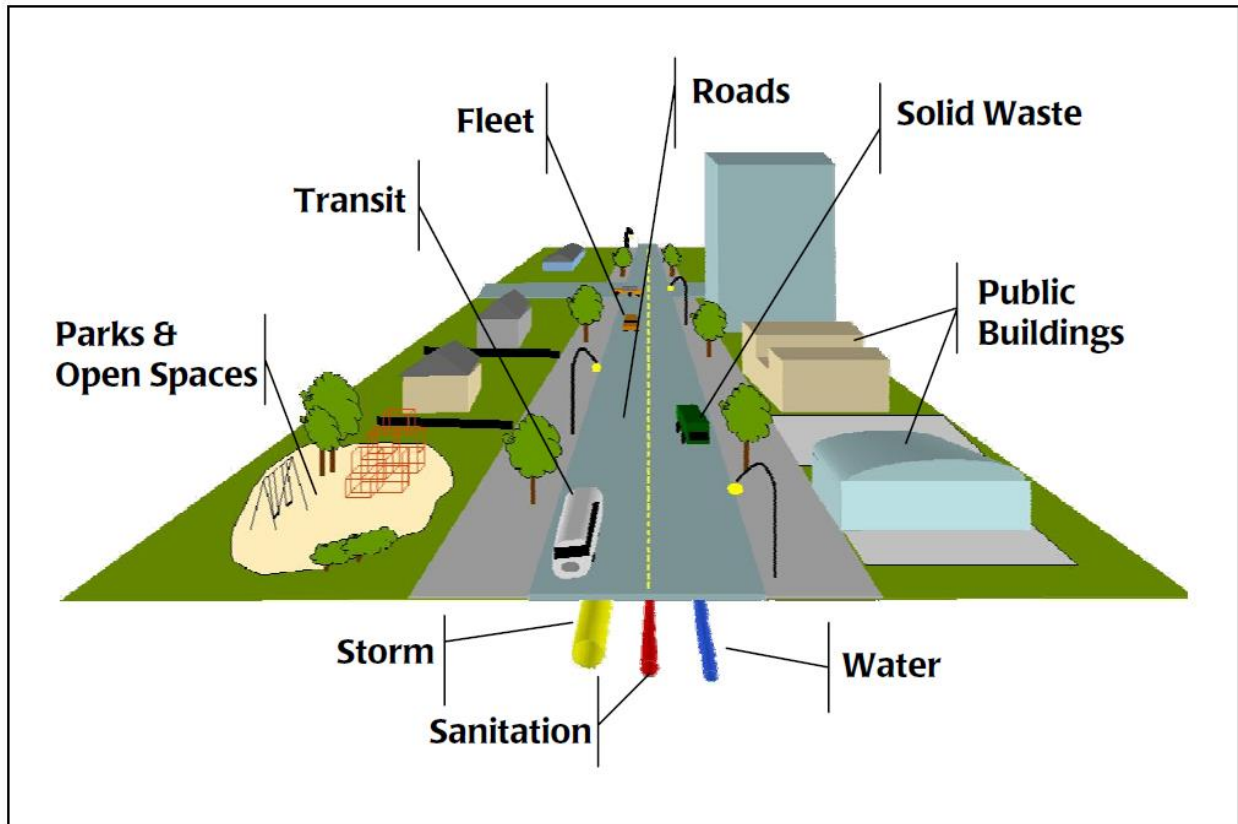 Roads
Solid Waste
Fleet
Transit
Public
Buildings
Parks &
Open Spaces
Storm
Water
Sanitation